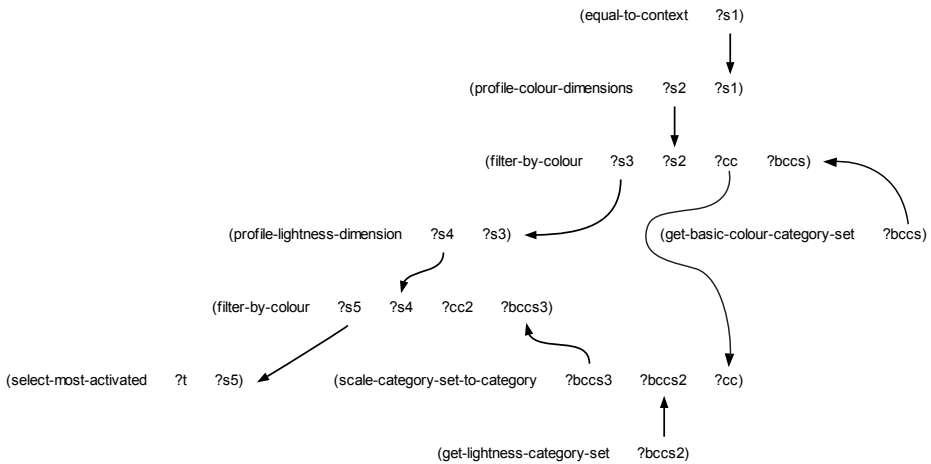 (equal-to-context ?s1)
(profile-colour-dimensions ?s2 ?s1)
(filter-by-colour ?s3 ?s2 ?cc ?bccs)
(profile-lightness-dimension ?s4 ?s3)
(get-basic-colour-category-set ?bccs)
(filter-by-colour ?s5 ?s4 ?cc2 ?bccs3)
(select-most-activated ?t ?s5)
(scale-category-set-to-category ?bccs3 ?bccs2 ?cc)
(get-lightness-category-set ?bccs2)